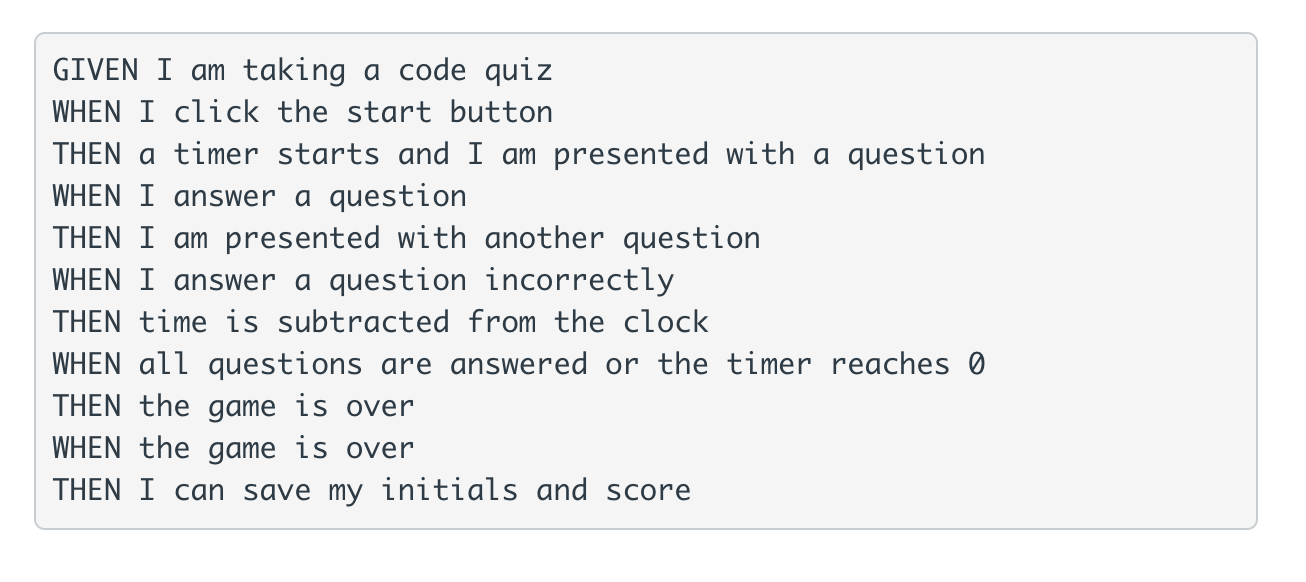 GIVEN I am taking a code quiz
WHEN I click the start button
THEN a timer starts and I am presented with a question
WHEN I answer a question
THEN I am presented with another question
WHEN I answer a question incorrectly
THEN time is subtracted from the clock
WHEN all questions are answered or the timer reaches 0
THEN the game is over
WHEN the game is over
THEN I can save my initials and score